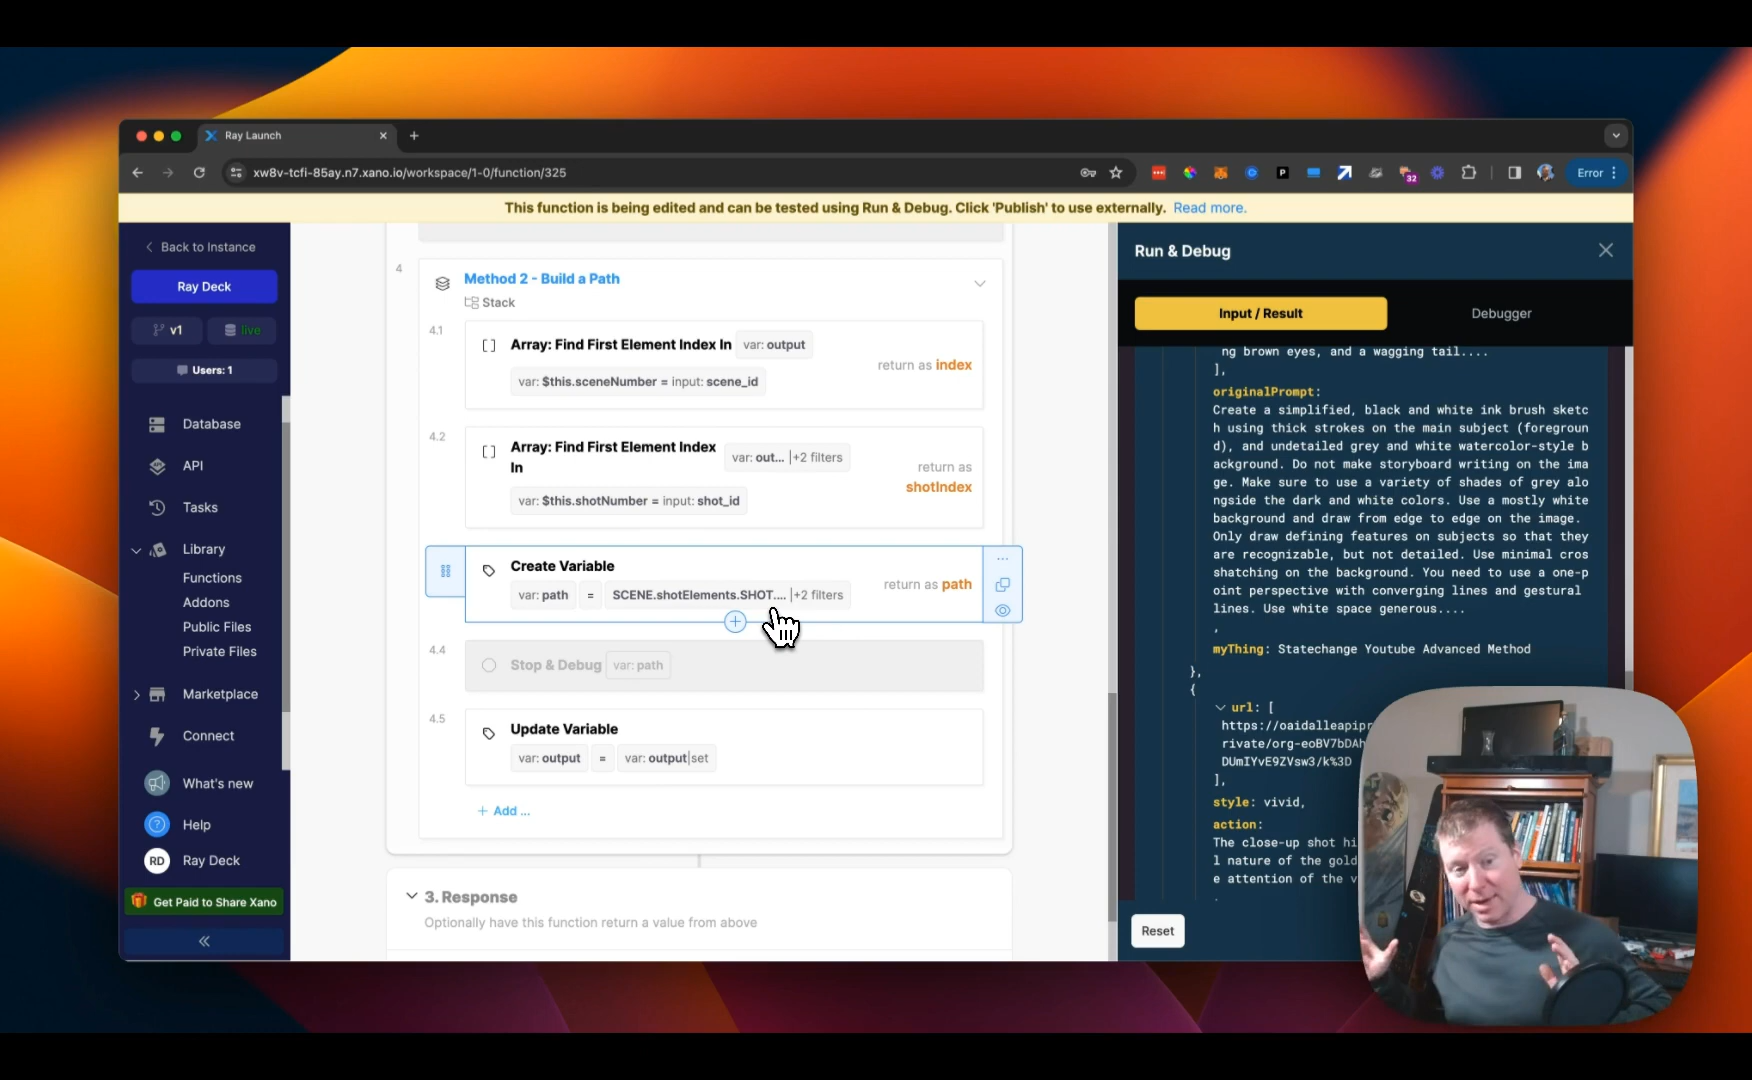 Ray Launch
xw8v-tcfi-85ay.n7.xano.io/workspace/1-0/function/325
P
32
Error
This function is being edited and can be tested using Run & Debug. Click 'Publish' to use externally. Read more.
Back to Instance
Ray Deck
v1
live
Users: 1
Database
API
Tasks
Library
Functions
Addons
Public Files
Private Files
Marketplace
Connect
What's new
Help
RD Ray Deck
Get Paid to Share Xano
4
Method 2 - Build a Path
Stack
4.1
Array: Find First Element Index In var: output
var: $this.sceneNumber = input: scene_id
return as index
4.2
Array: Find First Element Index
In
var: out... |+2 filters
var: $this.shotNumber = input: shot_id
return as
shotIndex
Create Variable
var: path = SCENE.shotElements.SHOT.... |+2 filters
return as path
4.4
Stop & Debug var: path
4.5
Update Variable
var: output = var: output|set
+ Add ...
3. Response
Optionally have this function return a value from above
Run & Debug
Input / Result
Debugger
ng brown eyes, and a wagging tail....
],
originalPrompt:
Create a simplified, black and white ink brush sketc
h using thick strokes on the main subject (foregroun
d), and undetailed grey and white watercolor-style b
ackground. Do not make storyboard writing on the ima
ge. Make sure to use a variety of shades of grey alo
ngside the dark and white colors. Use a mostly white
background and draw from edge to edge on the image.
Only draw defining features on subjects so that they
are recognizable, but not detailed. Use minimal cros
shatching on the background. You need to use a one-p
oint perspective with converging lines and gestural
lines. Use white space generous....
,
myThing: Statechange Youtube Advanced Method
},
{
url: [
https://oaidalleapipr
rivate/org-eoBV7bDAh
DUmIYvE9ZVsw3/k%3D
],
style: vivid,
action:
The close-up shot hi
l nature of the gold
e attention of the v
Reset